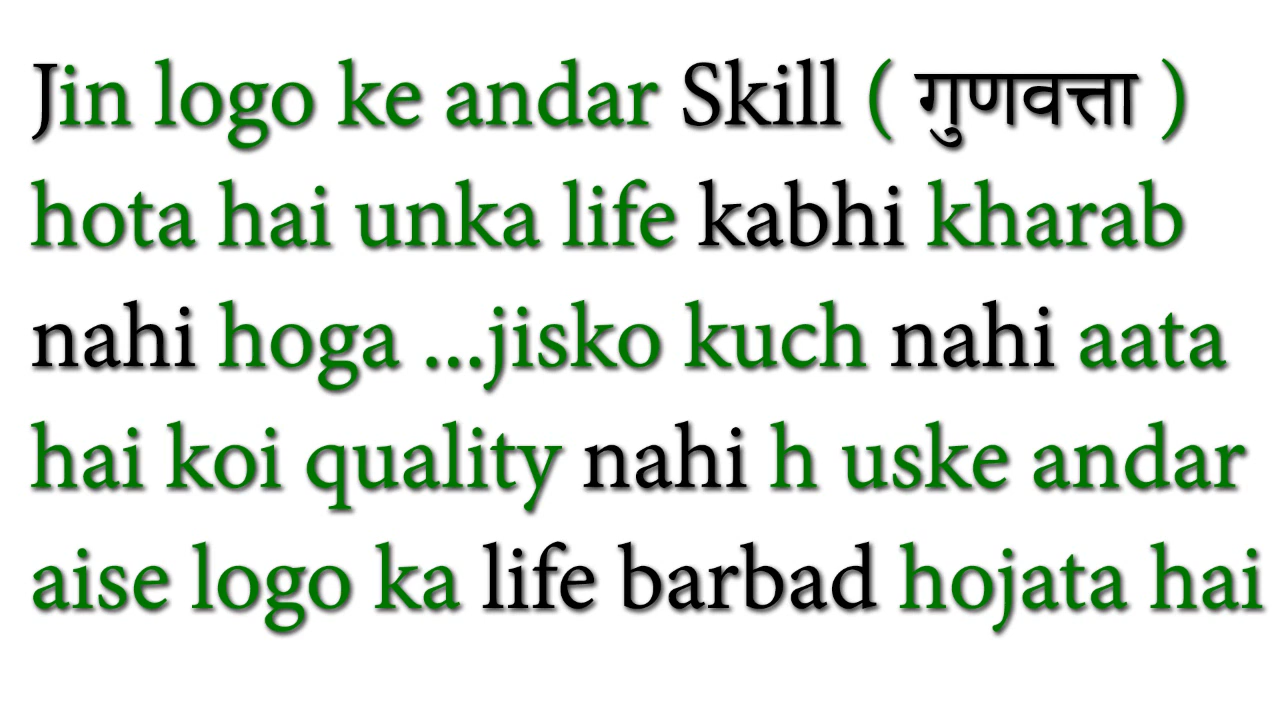 Jin logo ke andar Skill ( गुणवत्ता )
hota hai unka life kabhi kharab
nahi hoga ...jisko kuch nahi aata
hai koi quality nahi h uske andar
aise logo ka life barbad hojata hai